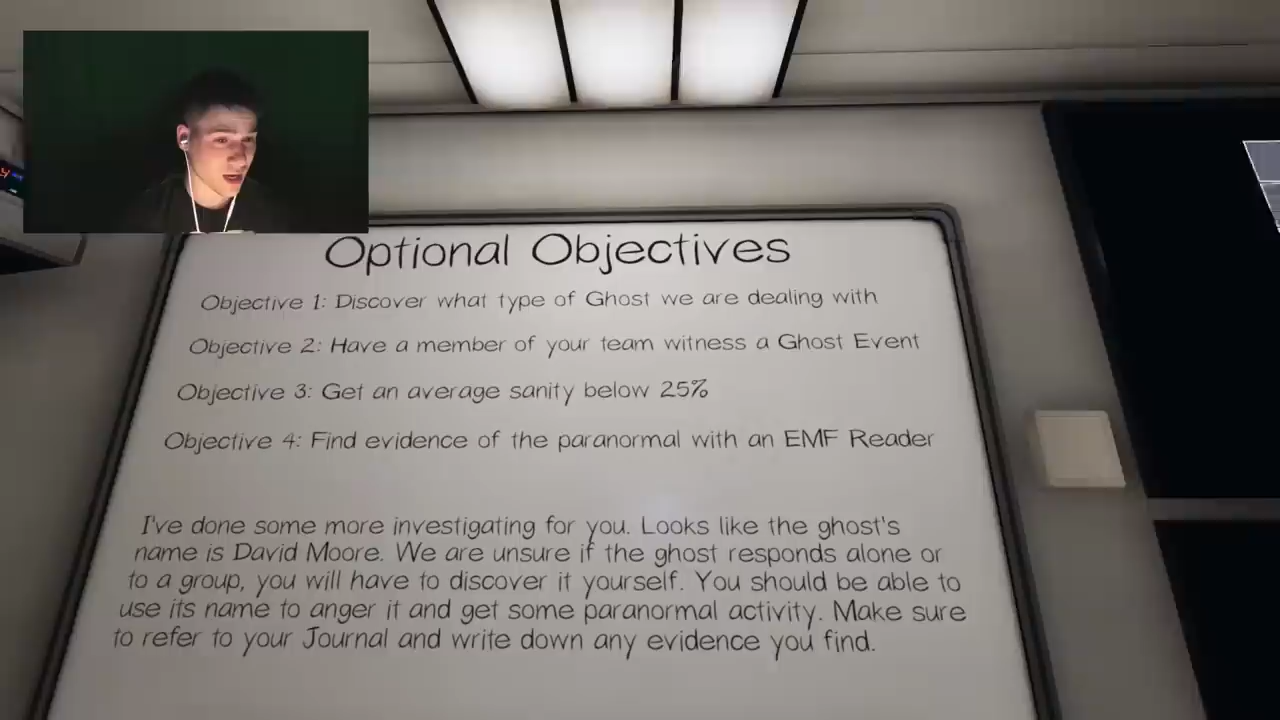 Optional Objectives
Objective 1: Discover what type of Ghost we are dealing with
Objective 2: Have a member of your team witness a Ghost Event
Objective 3: Get an average sanity below 25%
Objective 4: Find evidence of the paranormal with an EMF Reader
I've done some more investigating for you. Looks like the ghost's
name is David Moore. We are unsure if the ghost responds alone or
to a group, you will have to discover it yourself. You should be able to
use its name to anger it and get some paranormal activity. Make sure
to refer to your Journal and write down any evidence you find.